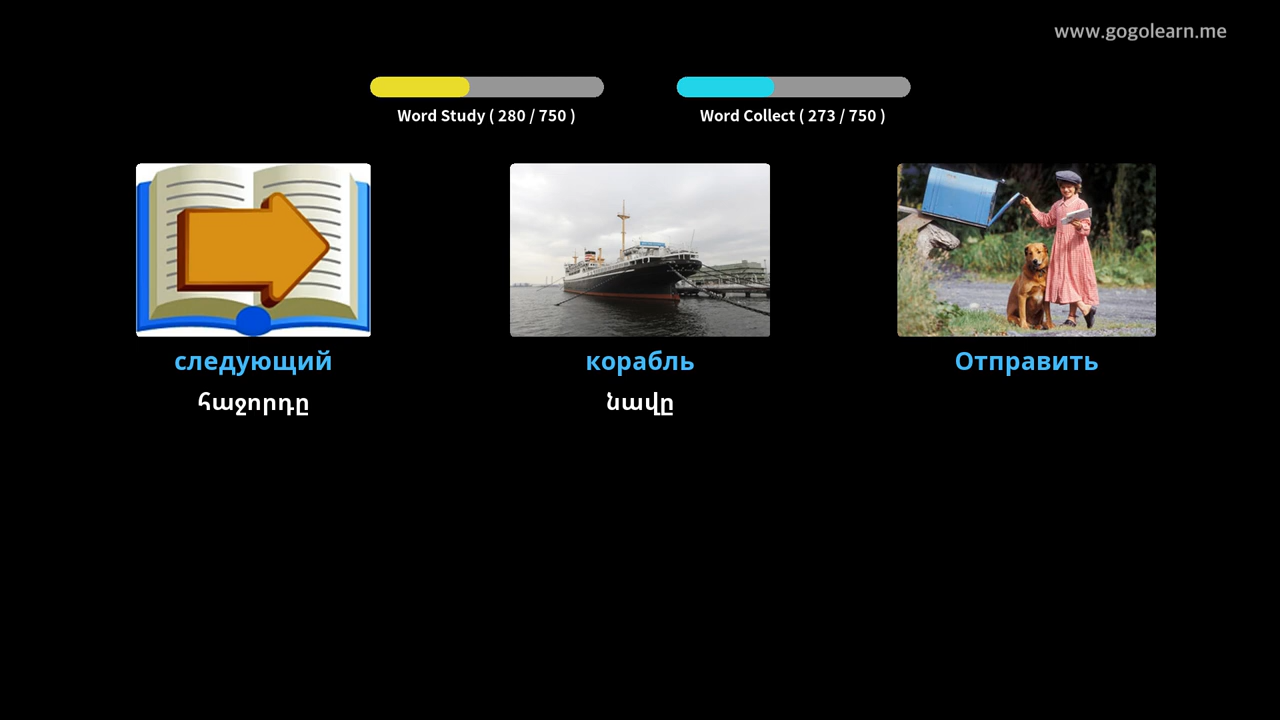 www.gogolearn.me
Word Study ( 280 / 750 )
Word Collect ( 273 / 750 )
следующий
корабль
Отправить
հաջորդը
նավը